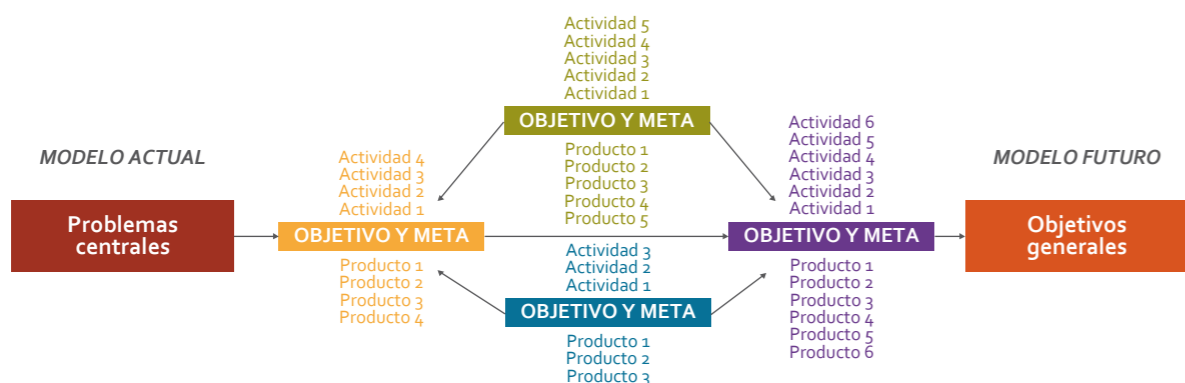 MODELO ACTUAL
Problemas
centrales
Actividad 4
Actividad 3
Actividad 2
Actividad 1
OBJETIVO Y META
Producto 1
Producto 2
Producto 3
Producto 4
Actividad 5
Actividad 4
Actividad 3
Actividad 2
Actividad 1
OBJETIVO Y META
Producto 1
Producto 2
Producto 3
Producto 4
Producto 5
Actividad 3
Actividad 2
Actividad 1
OBJETIVO Y META
Producto 1
Producto 2
Producto 3
Actividad 6
Actividad 5
Actividad 4
Actividad 3
Actividad 2
Actividad 1
OBJETIVO Y META
Producto 1
Producto 2
Producto 3
Producto 4
Producto 5
Producto 6
MODELO FUTURO
Objetivos
generales